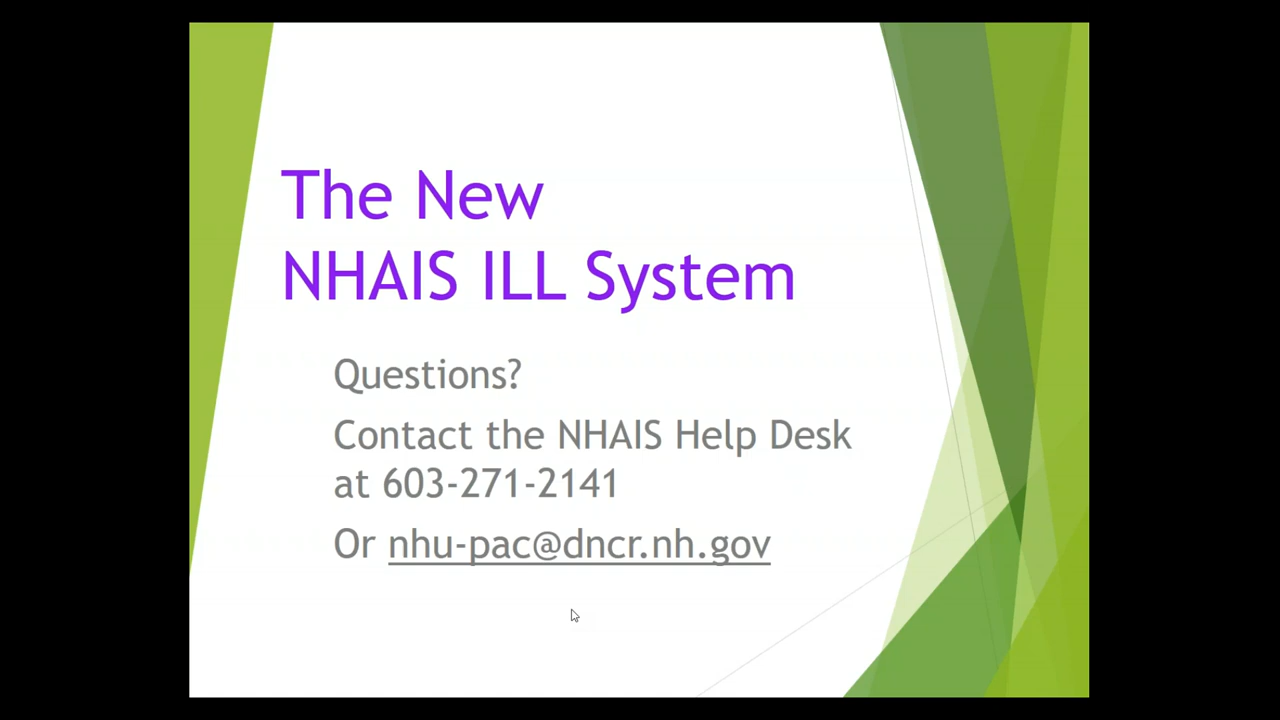 The New
NHAIS ILL System
Questions?
Contact the NHAIS Help Desk
at 603-271-2141
Or nhu-pac@dncr.nh.gov